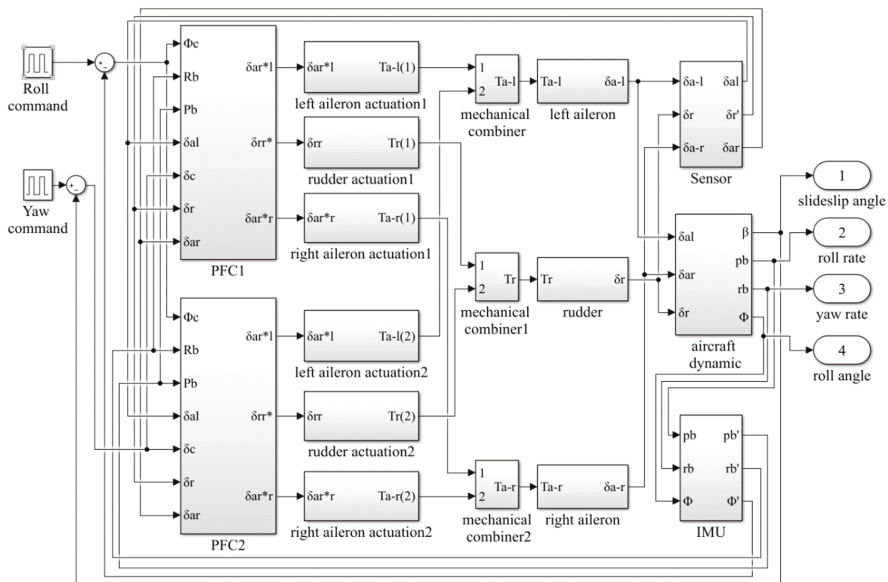 Roll
command
+
-
Yaw
command
+
-
Φc
Rb
Pb
δal
δc
δr
δar
δar*l
δrr*
δar*r
PFC1
δar*l Ta-l(1)
left aileron actuation1
δrr Tr(1)
rudder actuation1
δar*r Ta-r(1)
right aileron actuation1
1
2
Ta-l
mechanical
combiner
Ta-l δa-l
left aileron
δa-l δal
δr δr'
δa-r δar
Sensor
Φc
Rb
Pb
δal
δc
δr
δar
δar*l
δrr*
δar*r
PFC2
δar*l Ta-l(2)
left aileron actuation2
δrr Tr(2)
rudder actuation2
δar*r Ta-r(2)
right aileron actuation2
1
2
Tr
mechanical
combiner1
Tr δr
rudder
1
2
Ta-r
mechanical
combiner2
Ta-r δa-r
right aileron
δal
δar
δr
β
pb
rb
Φ
aircraft
dynamic
1
slideslip angle
2
roll rate
3
yaw rate
4
roll angle
pb pb'
rb rb'
Φ Φ'
IMU